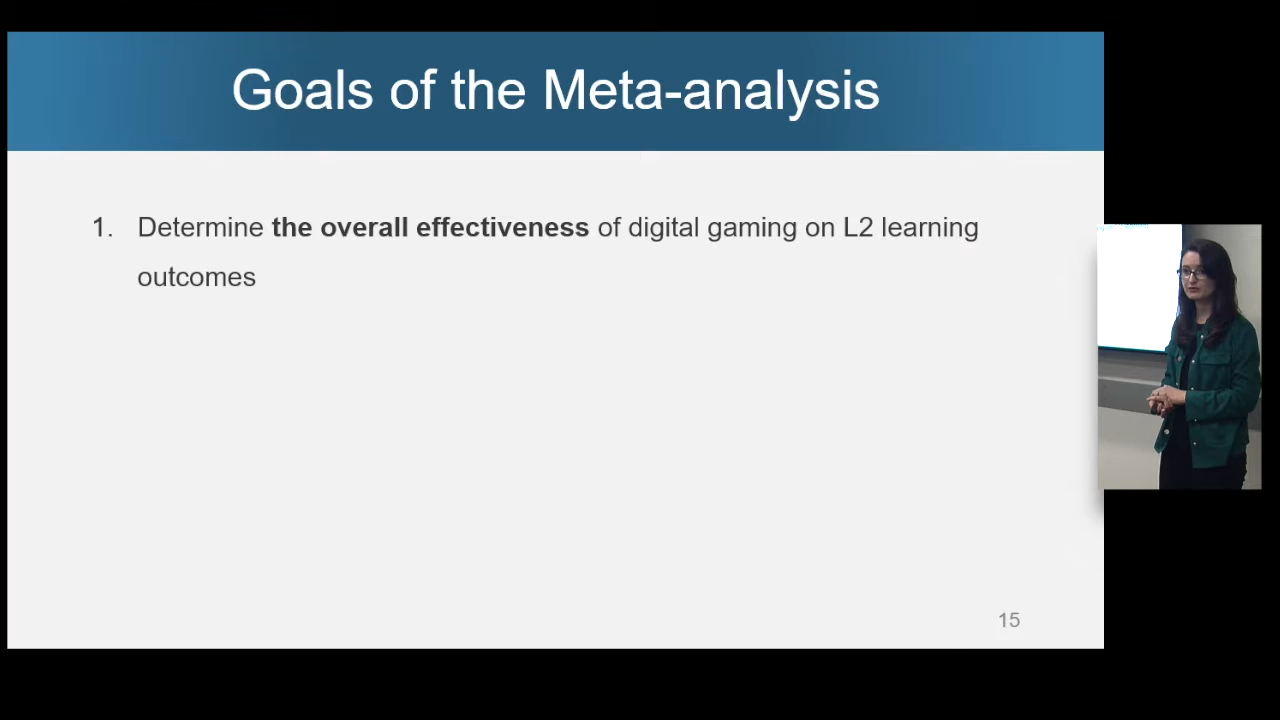 Goals of the Meta-analysis
1. Determine the overall effectiveness of digital gaming on L2 learning
outcomes
15